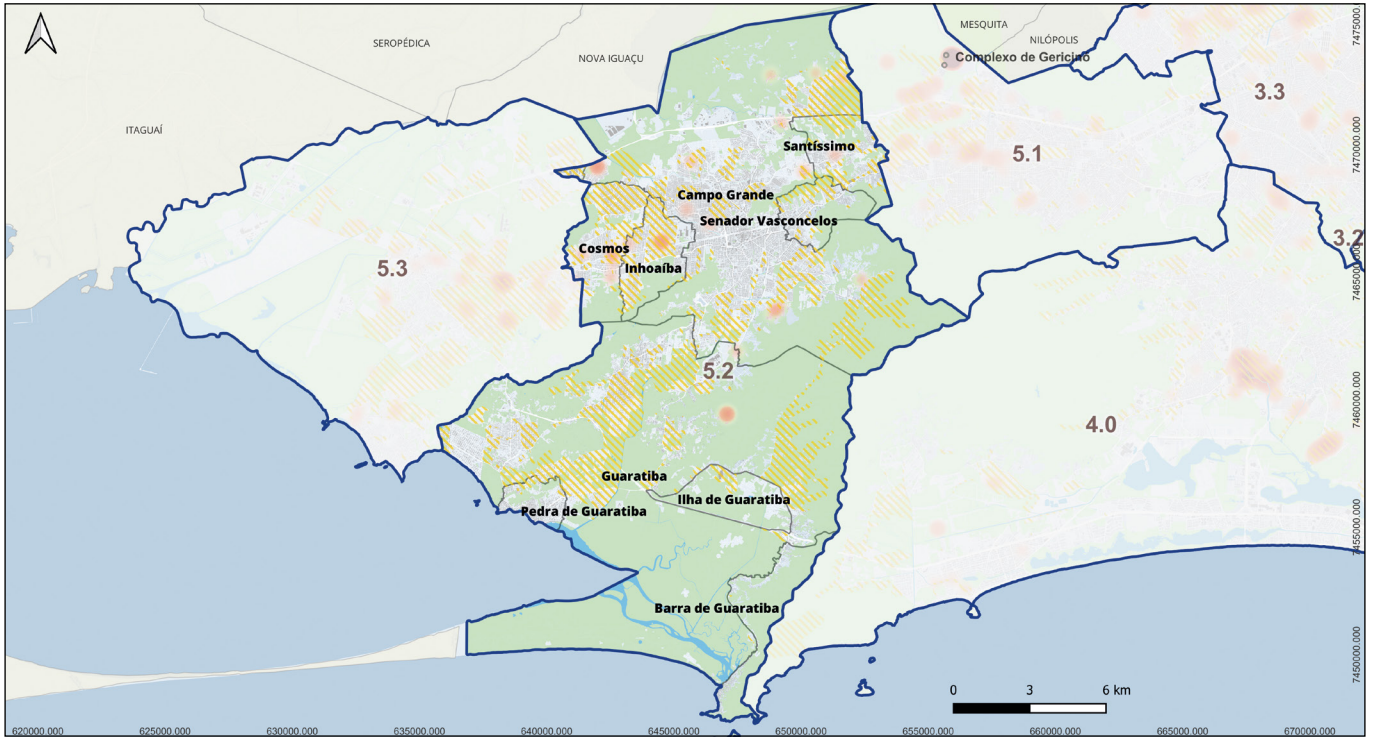 MESQUITA
NILÓPOLIS
SEROPÉDICA
NOVA IGUAÇU
Complexo de Gericinó
ITAGUAÍ
3.3
Santíssimo
5.1
Campo Grande
Senador Vasconcelos
3.2
Cosmos
Inhoaíba
5.3
5.2
4.0
Guaratiba
Ilha de Guaratiba
Pedra de Guaratiba
Barra de Guaratiba
0 3 6 km
620000.000 625000.000 630000.000 635000.000 640000.000 645000.000 650000.000 655000.000 660000.000 665000.000 670000.000
7475000.
7470000.000
7465000.000
7460000.000
7455000.000
7450000.000